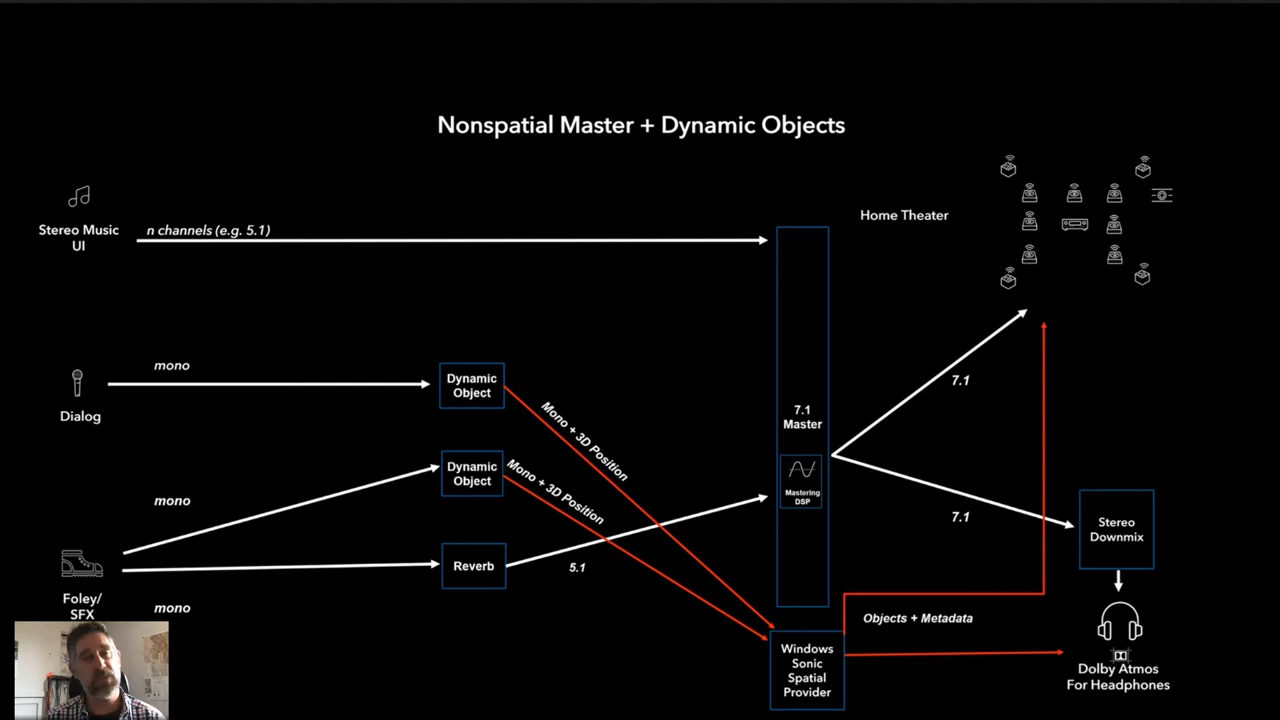 Nonspatial Master + Dynamic Objects
Stereo Music
UI
n channels (e.g. 5.1)
Home Theater
mono
Dialog
Dynamic
Object
Mono + 3D Position
7.1
Master
Mastering
DSP
7.1
7.1
mono
Dynamic
Object
Mono + 3D Position
Stereo
Downmix
Reverb
5.1
Foley/
SFX
mono
Objects + Metadata
Windows
Sonic
Spatial
Provider
Dolby Atmos
For Headphones